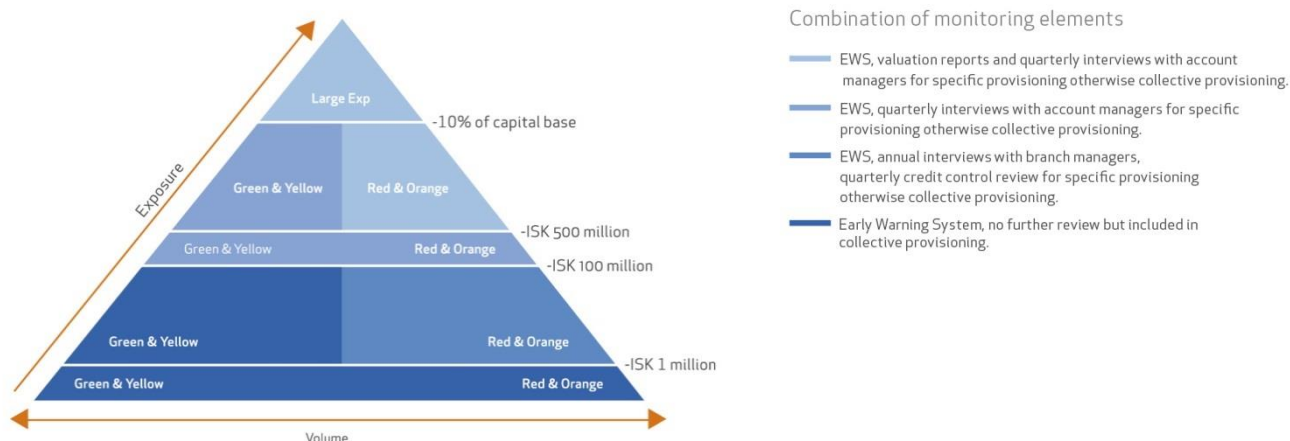 Combination of monitoring elements
EWS, valuation reports and quarterly interviews with account
managers for specific provisioning otherwise collective provisioning.
EWS, quarterly interviews with account managers for specific
provisioning otherwise collective provisioning.
EWS, annual interviews with branch managers,
quarterly credit control review for specific provisioning
otherwise collective provisioning.
Early Warning System, no further review but included in
collective provisioning.
Exposure
Large Exp
-10% of capital base
Green & Yellow
Red & Orange
-ISK 500 million
Green & Yellow
Red & Orange
-ISK 100 million
Green & Yellow
Red & Orange
-ISK 1 million
Green & Yellow
Red & Orange
Volume